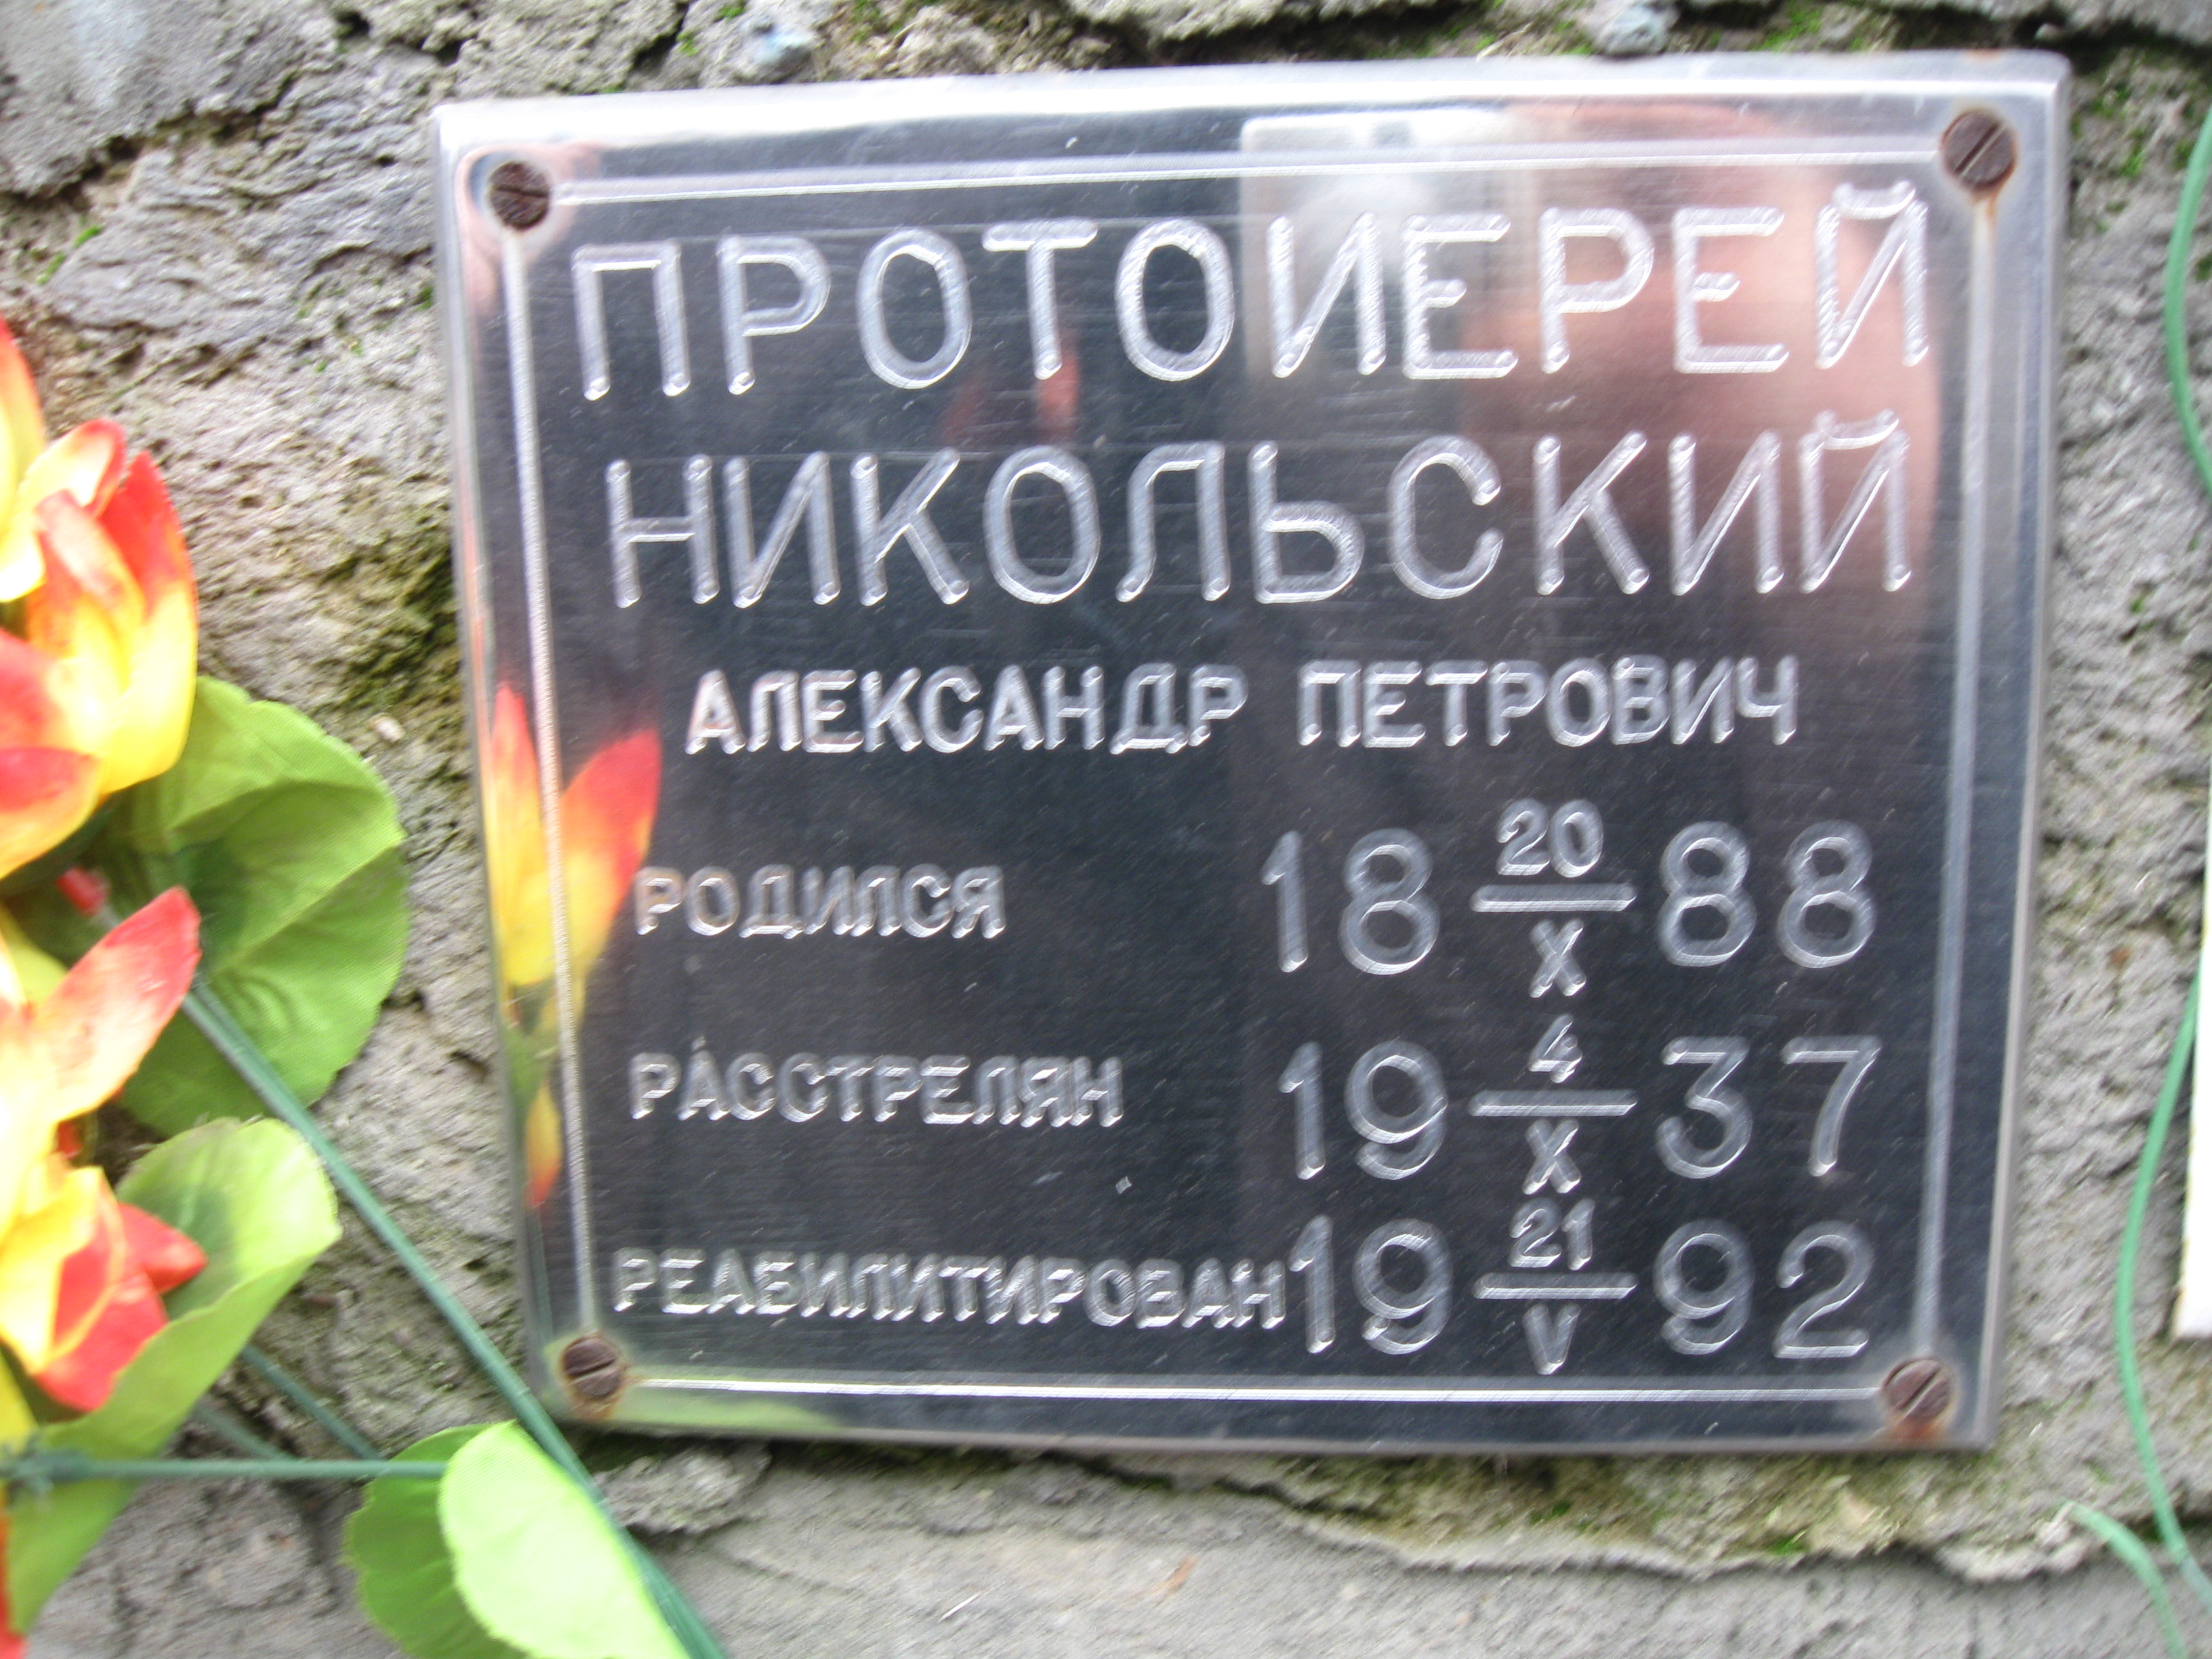 ПРОТОИЕРЕЙ
НИКОЛЬСКИЙ
АЛЕКСАНДР ПЕТРОВИЧ
РОДИЛСЯ 18 20/X 88
РАССТРЕЛЯН 19 4/X 37
РЕАБИЛИТИРОВАН 19 21/V 92